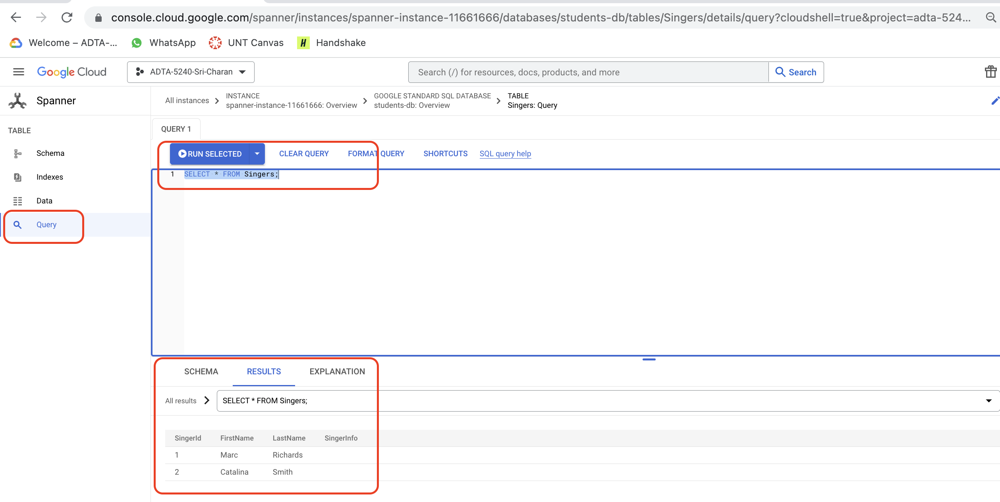 console.cloud.google.com/spanner/instances/spanner-instance-11661666/databases/students-db/tables/Singers/details/query?cloudshell=true&project=adta-524...
Welcome – ADTA-... WhatsApp UNT Canvas Handshake
Google Cloud ADTA-5240-Sri-Charan Search (/) for resources, docs, products, and more Search
Spanner
All instances
INSTANCE
spanner-instance-11661666: Overview
GOOGLE STANDARD SQL DATABASE
students-db: Overview
TABLE
Singers: Query
TABLE
Schema
Indexes
Data
Query
QUERY 1
RUN SELECTED CLEAR QUERY FORMAT QUERY SHORTCUTS SQL query help
1 SELECT * FROM Singers;
SCHEMA RESULTS EXPLANATION
All results SELECT * FROM Singers;
SingerId FirstName LastName SingerInfo
1 Marc Richards
2 Catalina Smith